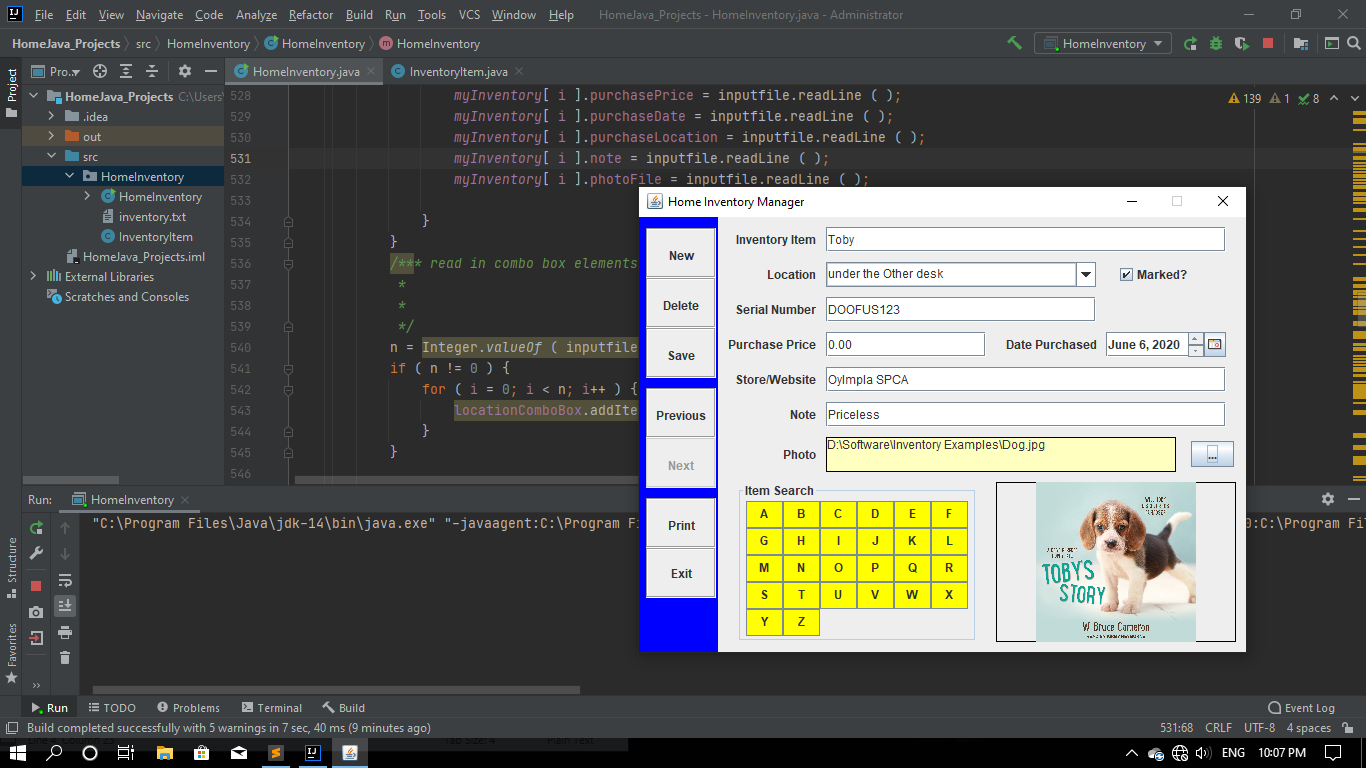 File Edit View Navigate Code Analyze Refactor Build Run Tools VCS Window Help HomeJava_Projects - HomeInventory.java - Administrator
HomeJava_Projects src HomeInventory HomeInventory HomeInventory HomeInventory
Project
Pro... HomeInventory.java InventoryItem.java
HomeJava_Projects C:\Users
.idea
out
src
HomeInventory
HomeInventory
inventory.txt
InventoryItem
HomeJava_Projects.iml
External Libraries
Scratches and Consoles
139 1 8
528 myInventory[ i ].purchasePrice = inputfile.readLine ( );
529 myInventory[ i ].purchaseDate = inputfile.readLine ( );
530 myInventory[ i ].purchaseLocation = inputfile.readLine ( );
531 myInventory[ i ].note = inputfile.readLine ( );
532 myInventory[ i ].photoFile = inputfile.readLine ( );
533
534 }
535 }
536 /*** read in combo box elements
537 *
538 *
539 */
540 n = Integer.valueOf ( inputfile
541 if ( n != 0 ) {
542 for ( i = 0; i < n; i++ ) {
543 locationComboBox.addIte
544 }
545 }
546
Home Inventory Manager
New
Delete
Save
Previous
Next
Print
Exit
Inventory Item Toby
Location under the Other desk Marked?
Serial Number DOOFUS123
Purchase Price 0.00 Date Purchased June 6, 2020
Store/Website OyImpla SPCA
Note Priceless
Photo D:\Software\Inventory Examples\Dog.jpg ...
Item Search
A B C D E F
G H I J K L
M N O P Q R
S T U V W X
Y Z
TOBY'S
STORY
W. Bruce Cameron
Run: HomeInventory
"C:\Program Files\Java\jdk-14\bin\java.exe" "-javaagent:C:\Program Fi
0:C:\Program Files
Structure
Favorites
Run TODO Problems Terminal Build Event Log
Build completed successfully with 5 warnings in 7 sec, 40 ms (9 minutes ago) 531:68 CRLF UTF-8 4 spaces
Tab Size: 4 Plain Text
ENG 10:07 PM